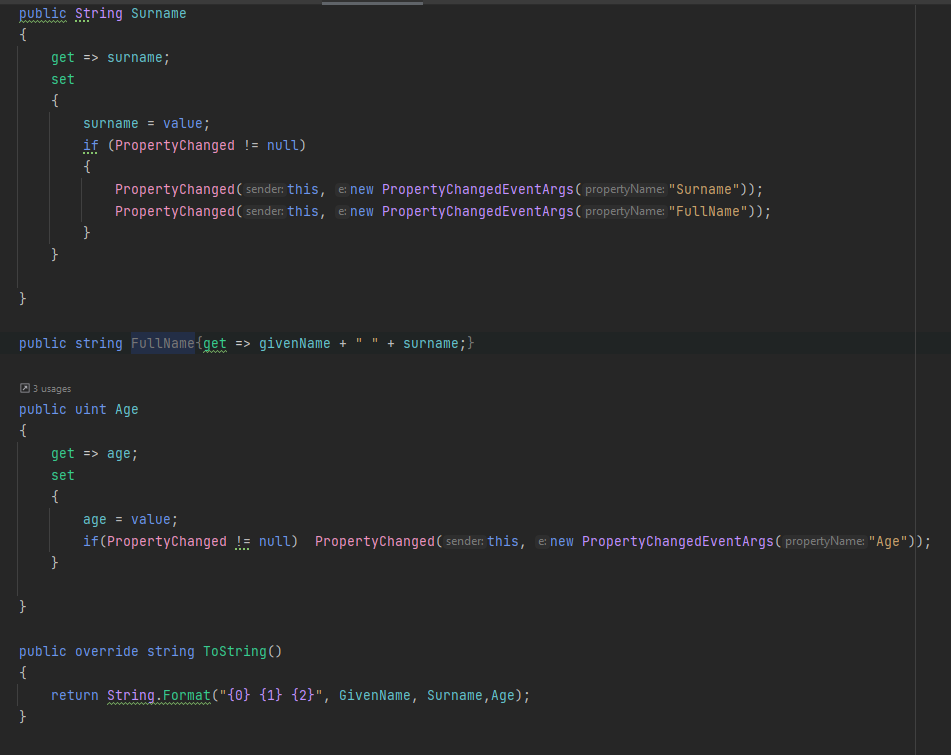 public String Surname
{
get => surname;
set
{
surname = value;
if (PropertyChanged != null)
{
PropertyChanged( sender: this, e: new PropertyChangedEventArgs( propertyName: "Surname"));
PropertyChanged( sender: this, e: new PropertyChangedEventArgs( propertyName: "FullName"));
}
}
}
public string FullName{get => givenName + " " + surname;}
3 usages
public uint Age
{
get => age;
set
{
age = value;
if(PropertyChanged != null)  PropertyChanged( sender: this, e: new PropertyChangedEventArgs( propertyName: "Age"));
}
}
public override string ToString()
{
return String.Format("{0} {1} {2}", GivenName, Surname,Age);
}